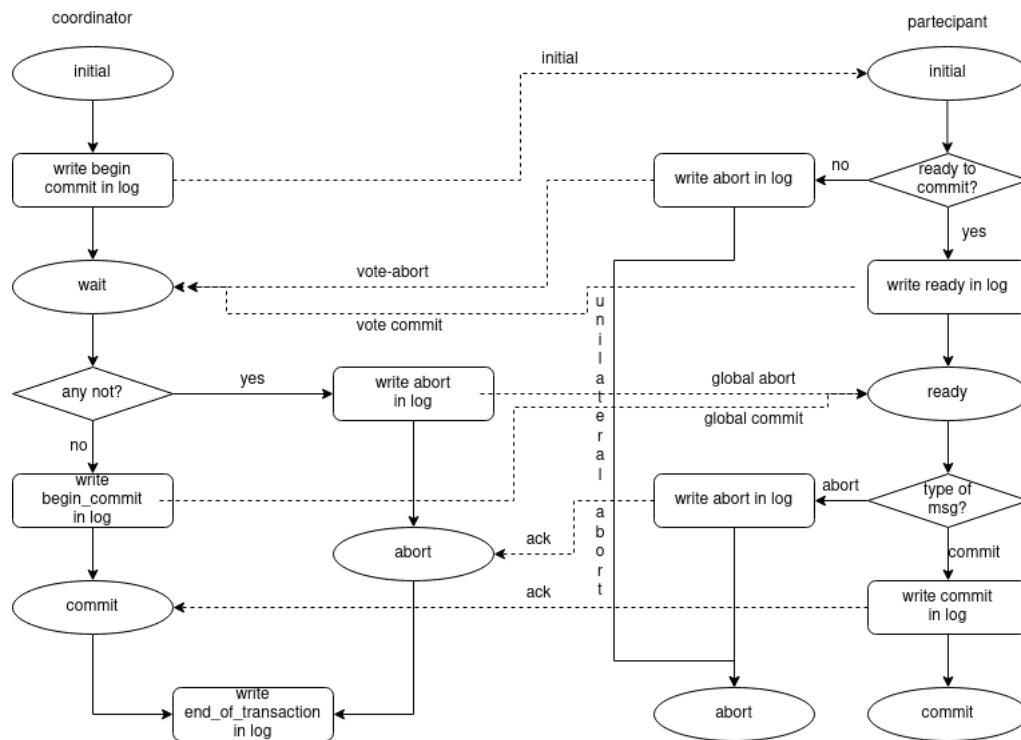 coordinator
partecipant
initial
initial
initial
write begin
commit in log
write abort in log
no
ready to
commit?
yes
wait
vote-abort
vote commit
write ready in log
unilateral abort
any not?
yes
write abort
in log
global abort
global commit
ready
no
write
begin_commit
in log
write abort in log
abort
type of
msg?
ack
abort
commit
commit
ack
write commit
in log
write
end_of_transaction
in log
abort
commit